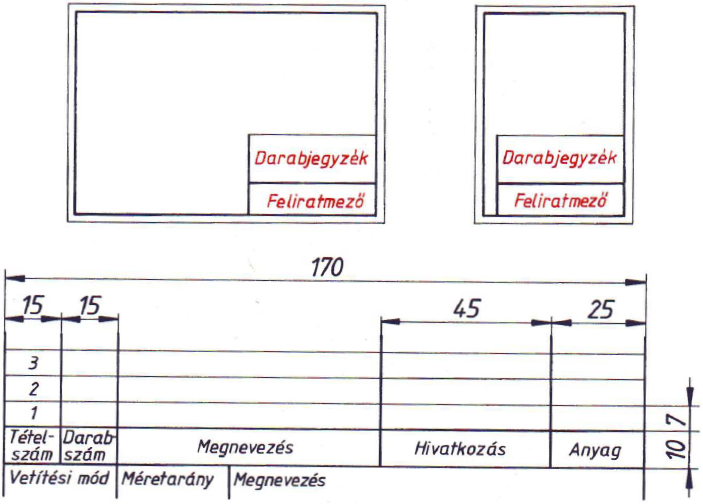 Darabjegyzék
Feliratmező
Darabjegyzék
Feliratmező
170
15 15 45 25
3
2
1
7
10
Tétel-
szám
Darab-
szám
Megnevezés
Hivatkozás
Anyag
Vetítési mód
Méretarány
Megnevezés